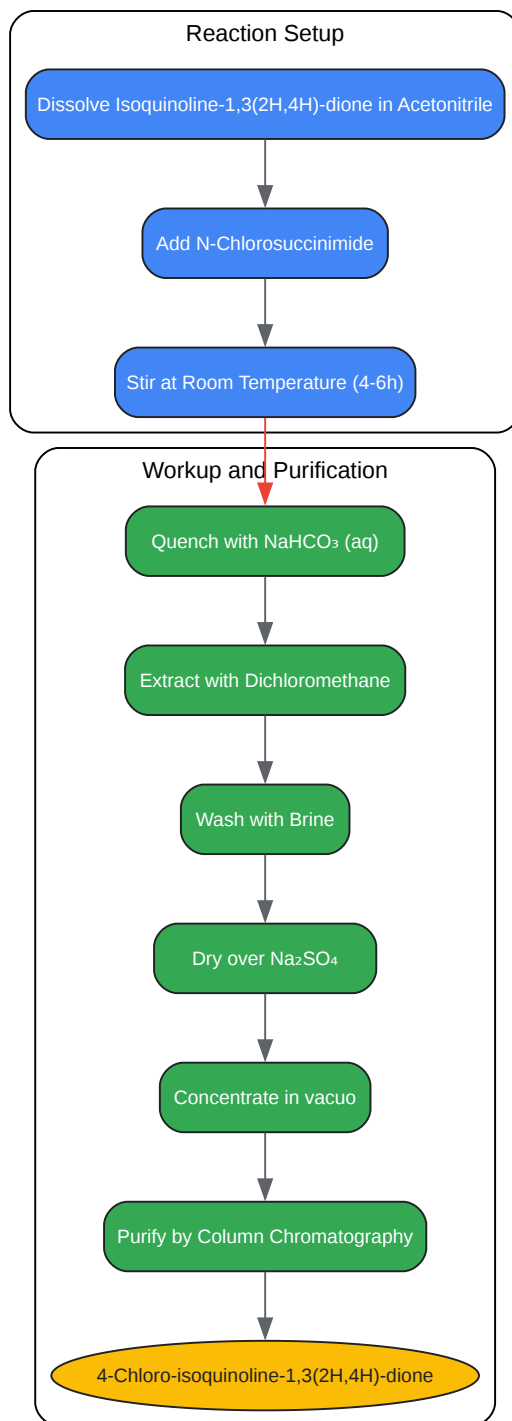 Reaction Setup
Dissolve Isoquinoline-1,3(2H,4H)-dione in Acetonitrile
Add N-Chlorosuccinimide
Stir at Room Temperature (4-6h)
Workup and Purification
Quench with NaHCO₃ (aq)
Extract with Dichloromethane
Wash with Brine
Dry over Na₂SO₄
Concentrate in vacuo
Purify by Column Chromatography
4-Chloro-isoquinoline-1,3(2H,4H)-dione